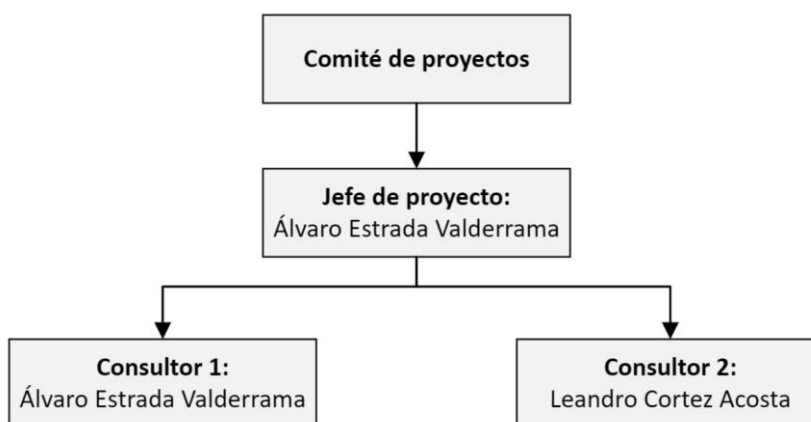 Comité de proyectos
Jefe de proyecto:
Álvaro Estrada Valderrama
Consultor 1:
Álvaro Estrada Valderrama
Consultor 2:
Leandro Cortez Acosta